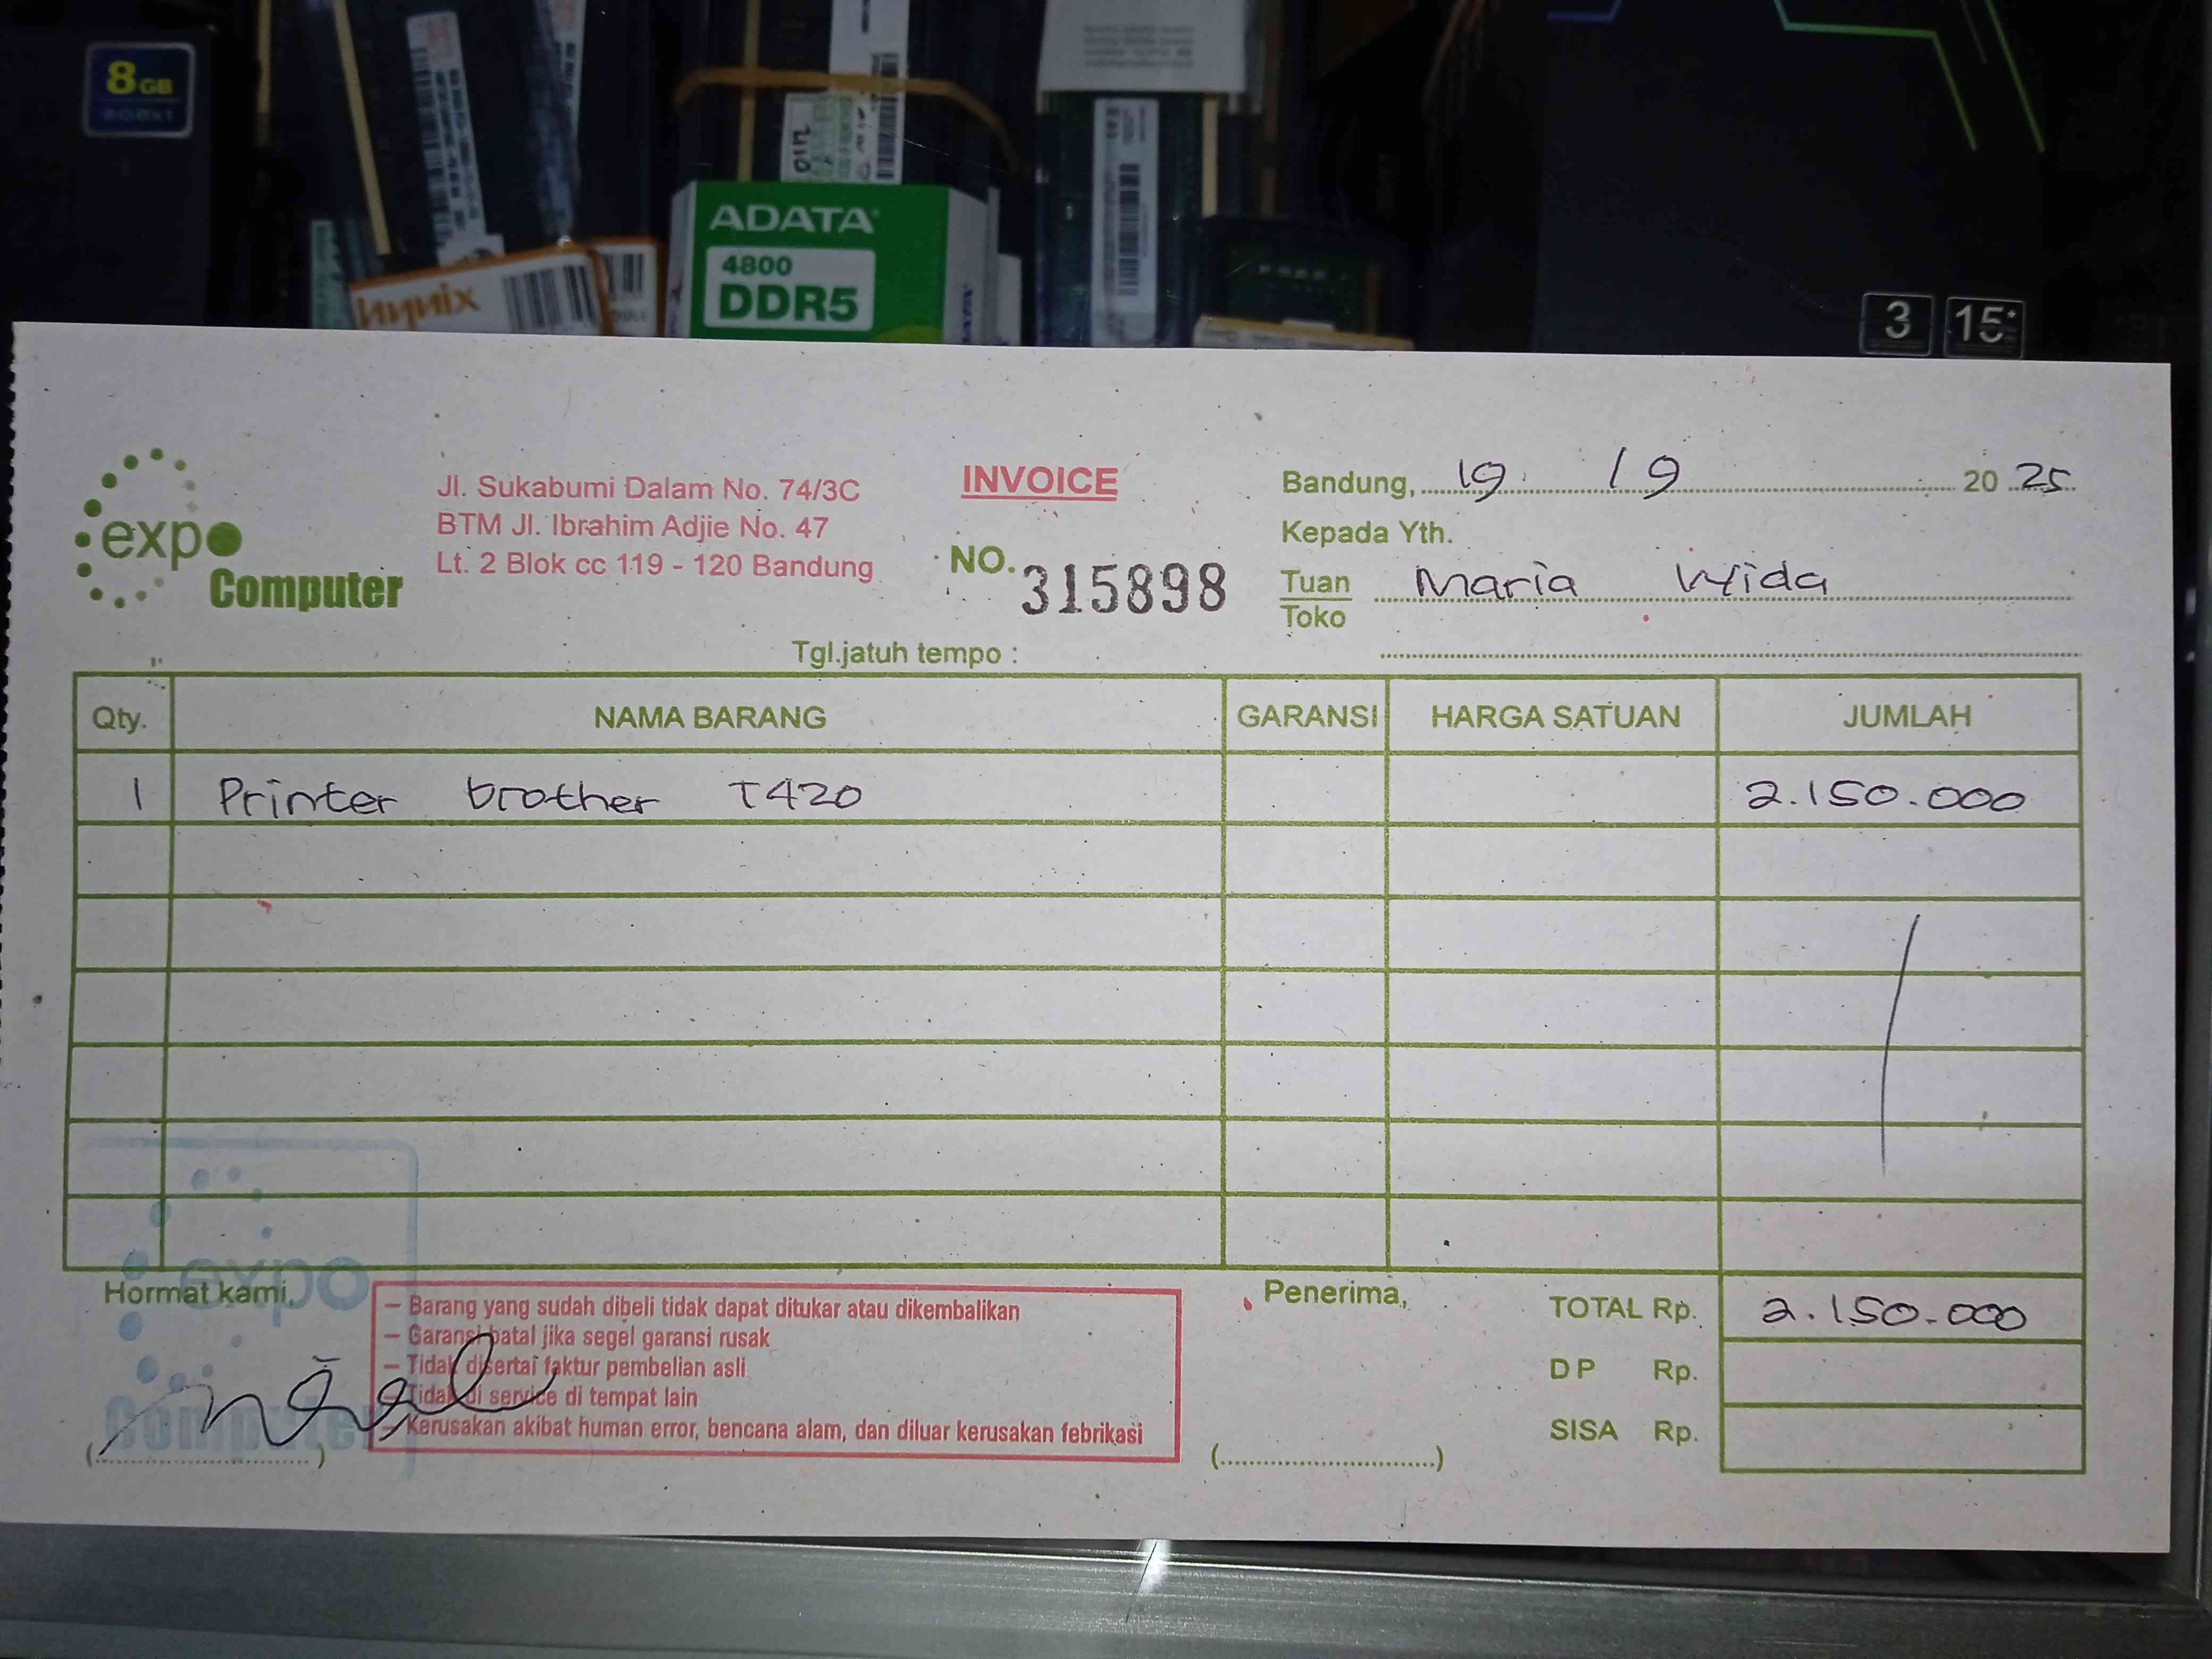 8GB
ADATA
4800
DDR5
hynix
3 15
expo
Computer
Jl. Sukabumi Dalam No. 74/3C
BTM Jl. Ibrahim Adjie No. 47
Lt. 2 Blok cc 119 - 120 Bandung
INVOICE
NO. 315898
Bandung, 19 / 9 20 25
Kepada Yth.
Tuan Maria Wida
Toko
Tgl.jatuh tempo :
Qty. NAMA BARANG GARANSI HARGA SATUAN JUMLAH
1 Printer brother T420 2.150.000
Hormat kami,
expo
Computer
– Barang yang sudah dibeli tidak dapat ditukar atau dikembalikan
– Garansi batal jika segel garansi rusak
– Tidak disertai faktur pembelian asli
– Tidak di service di tempat lain
– Kerusakan akibat human error, bencana alam, dan diluar kerusakan febrikasi
Penerima,
TOTAL Rp. 2.150.000
DP Rp.
SISA Rp.